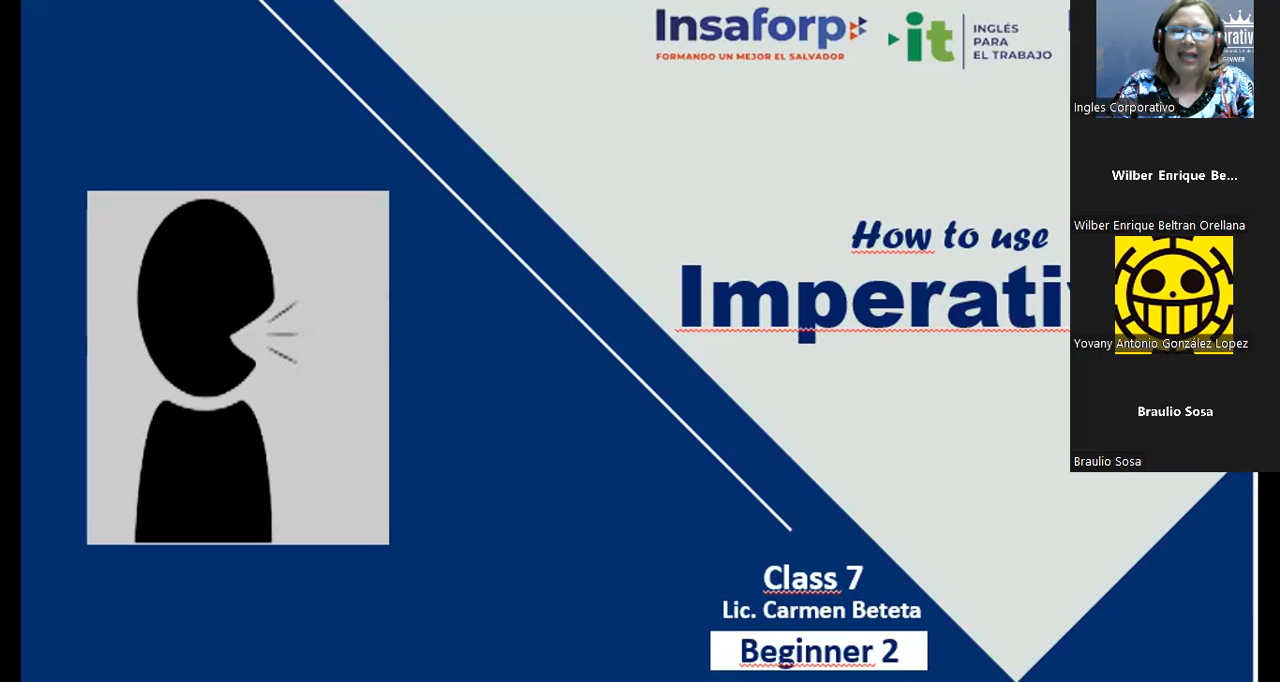 Insaforp
FORMANDO UN MEJOR EL SALVADOR
it
INGLÉS
PARA
EL TRABAJO
How to use
Imperati
Class 7
Lic. Carmen Beteta
Beginner 2
Ingles Corporativo
Wilber Enrique Be...
Wilber Enrique Beltran Orellana
Yovany Antonio González Lopez
Braulio Sosa
Braulio Sosa